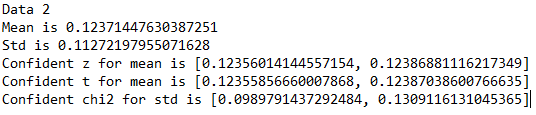 Data 2
Mean is 0.12371447630387251
Std is 0.11272197955071628
Confident z for mean is [0.12356014144557154, 0.12386881116217349]
Confident t for mean is [0.12355856660007868, 0.12387038600766635]
Confident chi2 for std is [0.0989791437292484, 0.1309116131045365]